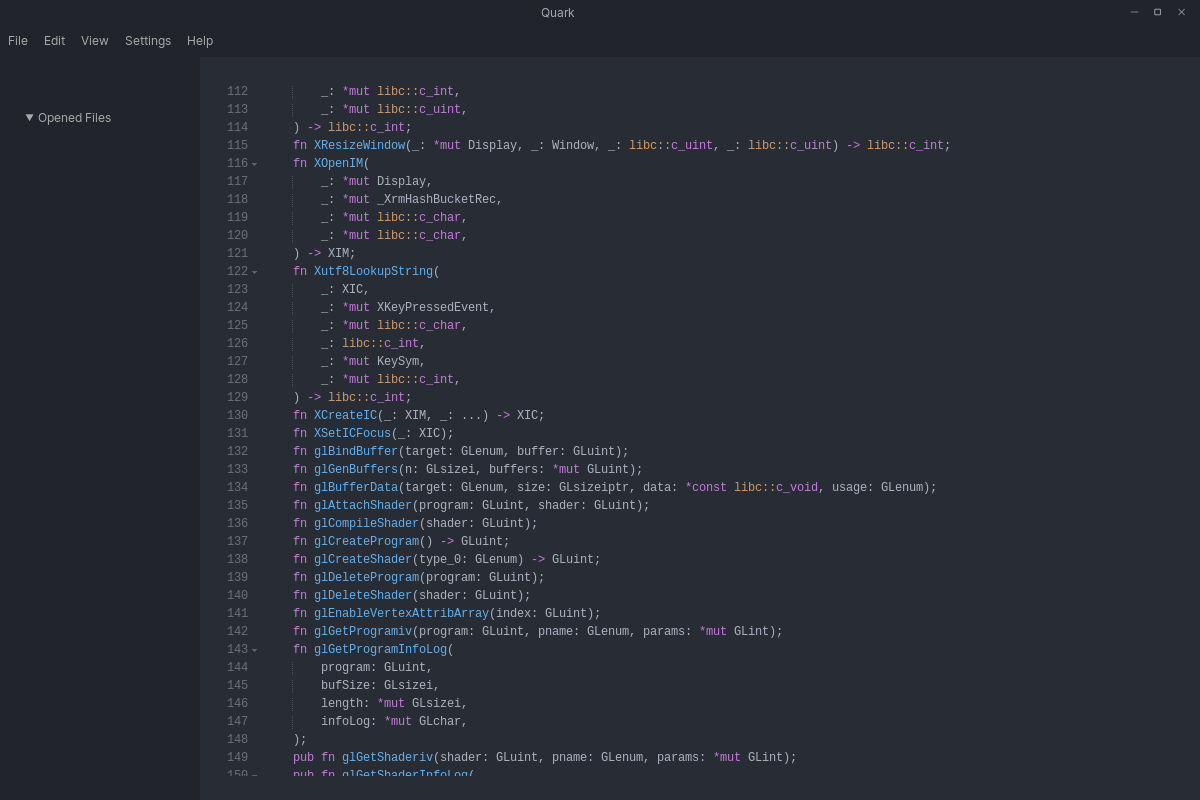 Quark
File Edit View Settings Help
Opened Files
112 _: *mut libc::c_int,
113 _: *mut libc::c_uint,
114 ) -> libc::c_int;
115 fn XResizeWindow(_: *mut Display, _: Window, _: libc::c_uint, _: libc::c_uint) -> libc::c_int;
116 fn XOpenIM(
117 _: *mut Display,
118 _: *mut _XrmHashBucketRec,
119 _: *mut libc::c_char,
120 _: *mut libc::c_char,
121 ) -> XIM;
122 fn Xutf8LookupString(
123 _: XIC,
124 _: *mut XKeyPressedEvent,
125 _: *mut libc::c_char,
126 _: libc::c_int,
127 _: *mut KeySym,
128 _: *mut libc::c_int,
129 ) -> libc::c_int;
130 fn XCreateIC(_: XIM, _: ...) -> XIC;
131 fn XSetICFocus(_: XIC);
132 fn glBindBuffer(target: GLenum, buffer: GLuint);
133 fn glGenBuffers(n: GLsizei, buffers: *mut GLuint);
134 fn glBufferData(target: GLenum, size: GLsizeiptr, data: *const libc::c_void, usage: GLenum);
135 fn glAttachShader(program: GLuint, shader: GLuint);
136 fn glCompileShader(shader: GLuint);
137 fn glCreateProgram() -> GLuint;
138 fn glCreateShader(type_0: GLenum) -> GLuint;
139 fn glDeleteProgram(program: GLuint);
140 fn glDeleteShader(shader: GLuint);
141 fn glEnableVertexAttribArray(index: GLuint);
142 fn glGetProgramiv(program: GLuint, pname: GLenum, params: *mut GLint);
143 fn glGetProgramInfoLog(
144 program: GLuint,
145 bufSize: GLsizei,
146 length: *mut GLsizei,
147 infoLog: *mut GLchar,
148 );
149 pub fn glGetShaderiv(shader: GLuint, pname: GLenum, params: *mut GLint);
150 pub fn glGetShaderInfoLog(